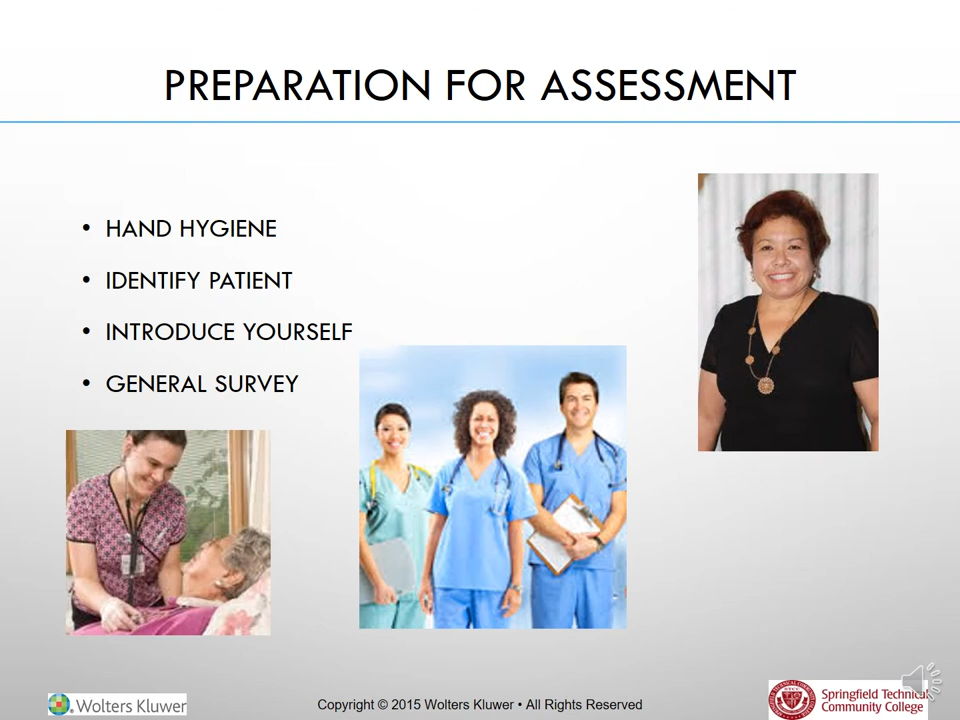 PREPARATION FOR ASSESSMENT
• HAND HYGIENE
• IDENTIFY PATIENT
• INTRODUCE YOURSELF
• GENERAL SURVEY
Wolters Kluwer
Copyright © 2015 Wolters Kluwer • All Rights Reserved
Springfield Technical
Community College